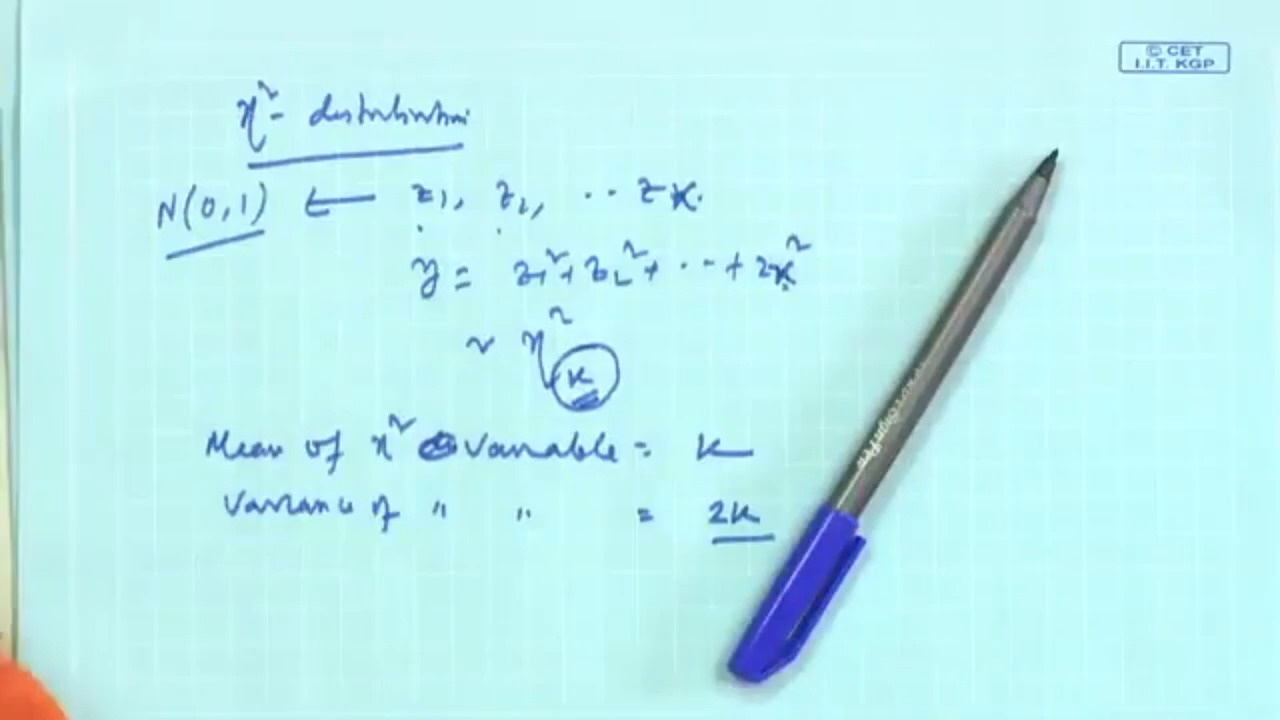 © CET
I.I.T. KGP
χ² - distribution
N(0,1) ← z₁, z₂, .. zₖ.
y = z₁² + z₂² + ... + zₖ²
~ χ²ₖ
Mean of χ² variable = k
Variance of " " = 2k